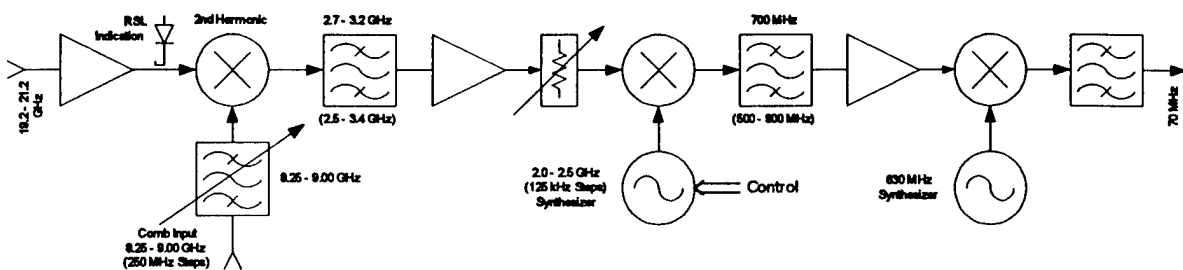 RSL
Indication
2nd Harmonic
2.7 - 3.2 GHz
700 MHz
19.2 - 21.2
GHz
(2.5 - 3.4 GHz)
(500 - 900 MHz)
70 MHz
8.25 - 9.00 GHz
2.0 - 2.5 GHz
(125 kHz Steps)
Synthesizer
Control
630 MHz
Synthesizer
Comb Input
8.25 - 9.00 GHz
(250 MHz Steps)